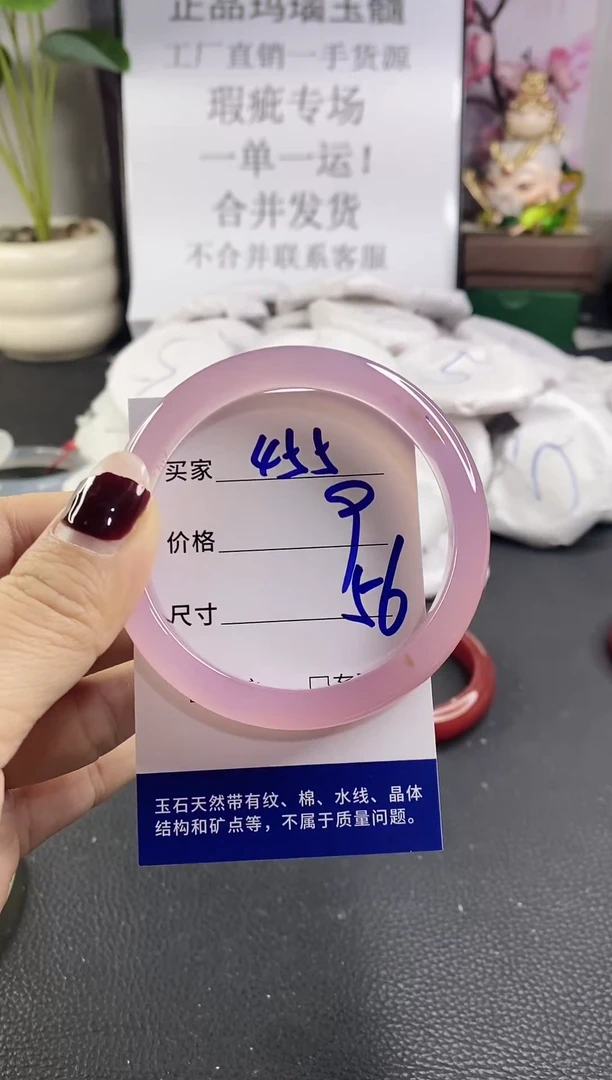 正品玛瑙玉髓
工厂直销一手货源
瑕疵专场
一单一运！
合并发货
不合并联系客服
买家 455
价格
尺寸 56
玉石天然带有纹、棉、水线、晶体
结构和矿点等，不属于质量问题。